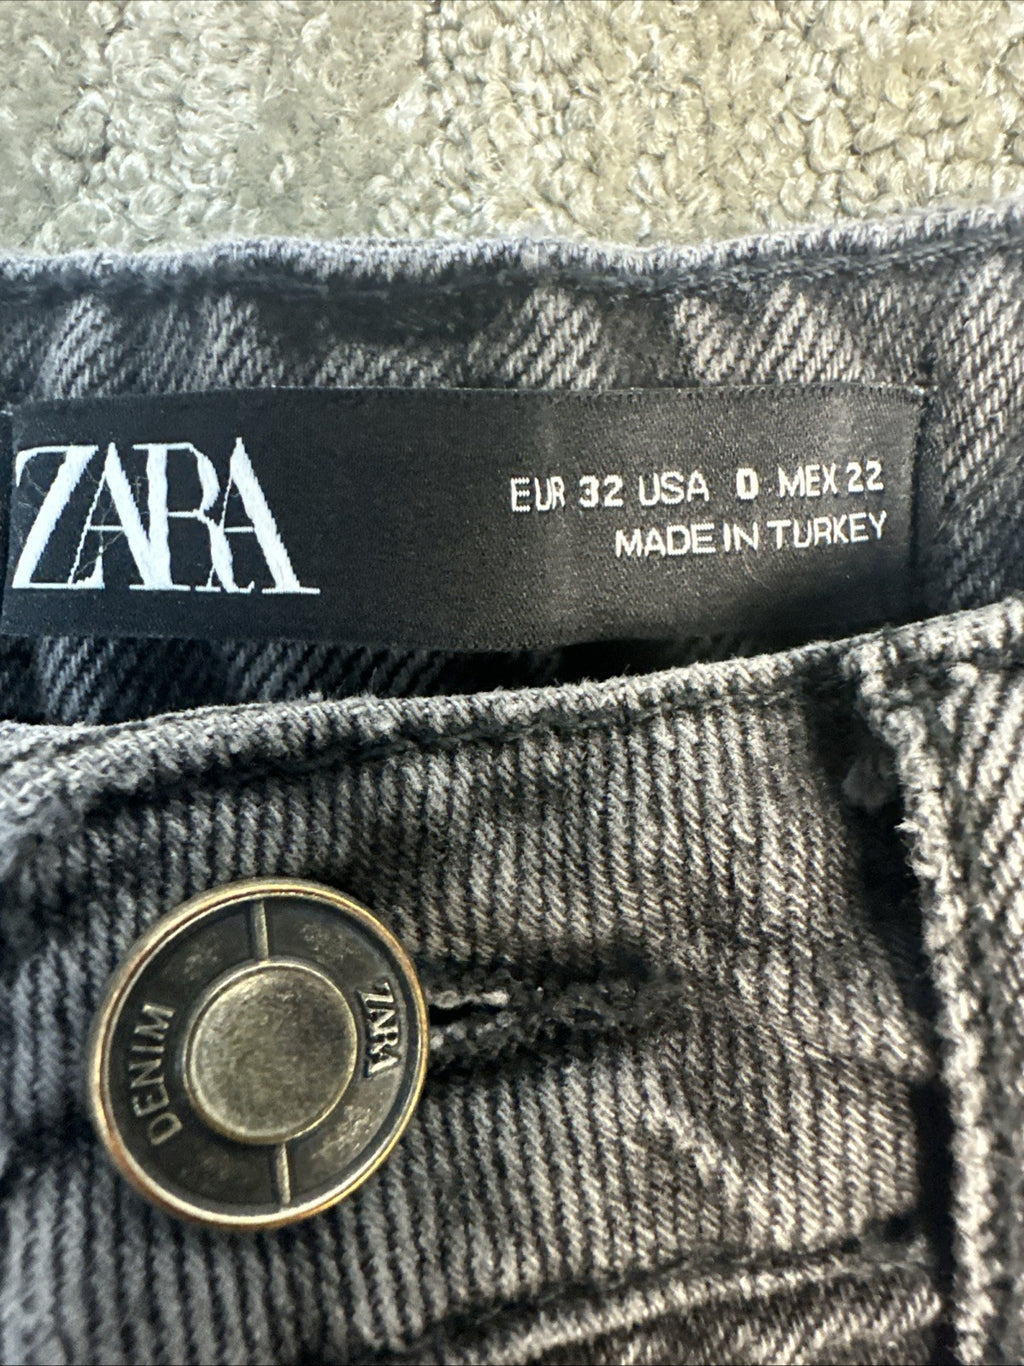 ZARA
EUR 32 USA 0 MEX 22
MADE IN TURKEY
DENIM
ZARA